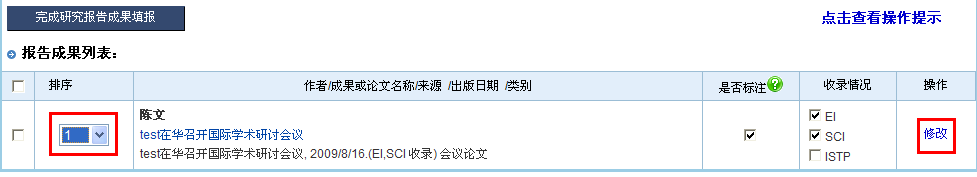 完成研究报告成果填报
点击查看操作提示
报告成果列表：
排序 作者/成果或论文名称/来源 /出版日期 /类别 是否标注 ? 收录情况 操作
1
陈文
test在华召开国际学术研讨会议
test在华召开国际学术研讨会议, 2009/8/16.(EI,SCI 收录) 会议论文
EI
SCI
ISTP
修改